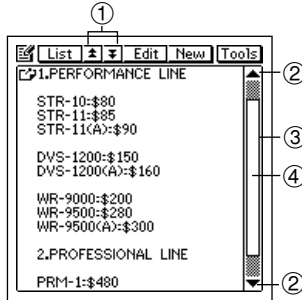 ①
List Edit New Tools
②
1.PERFORMANCE LINE
STR-10:$80
STR-11:$85
STR-11(A):$90
③
DVS-1200:$150
DVS-1200(A):$160
④
WR-9000:$200
WR-9500:$280
WR-9500(A):$300
2.PROFESSIONAL LINE
PRM-1:$480
②